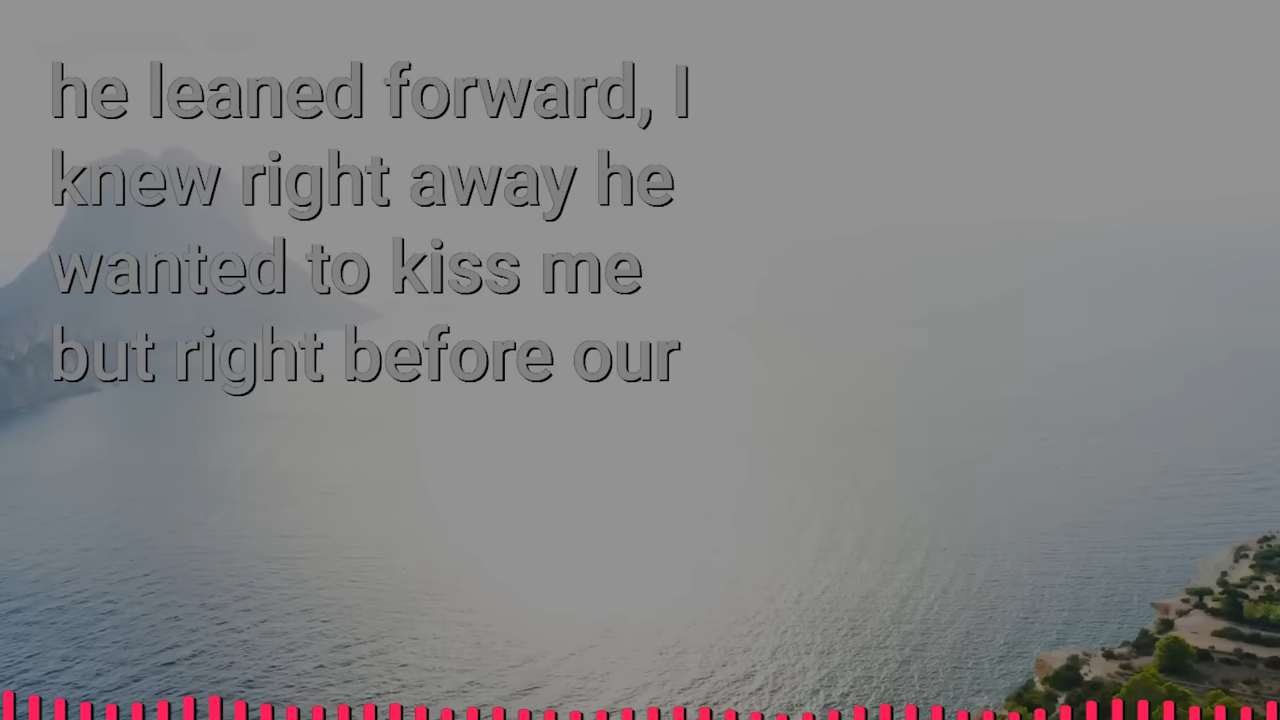 he leaned forward, I
knew right away he
wanted to kiss me
but right before our